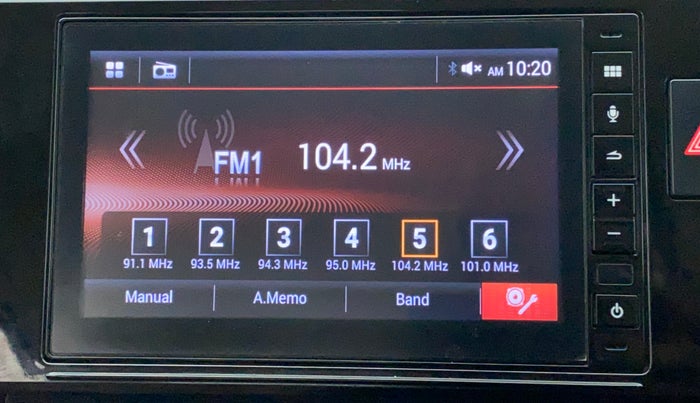 AM 10:20
FM1
104.2 MHz
1 2 3 4 5 6
91.1 MHz 93.5 MHz 94.3 MHz 95.0 MHz 104.2 MHz 101.0 MHz
Manual A.Memo Band